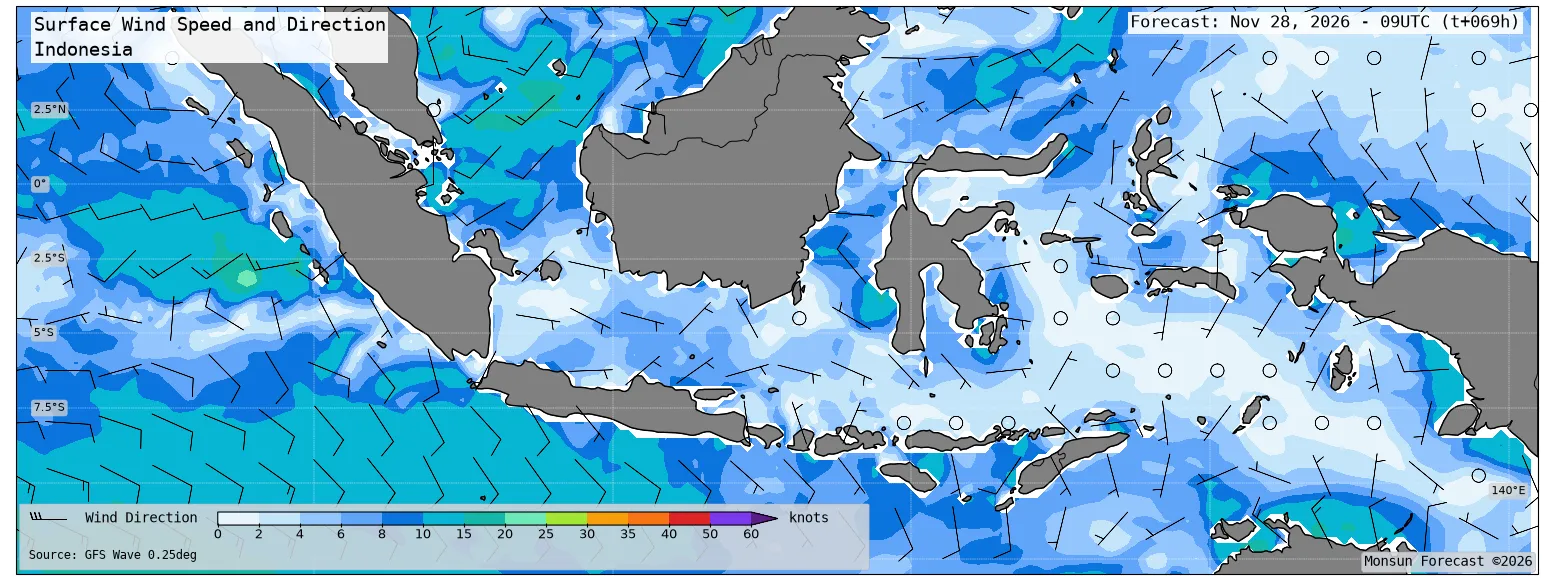 Surface Wind Speed and Direction
Indonesia
Forecast: Nov 28, 2026 - 09UTC (t+069h)
2.5°N
0°
2.5°S
5°S
7.5°S
140°E
Wind Direction
0 2 4 6 8 10 15 20 25 30 35 40 50 60
knots
Source: GFS Wave 0.25deg
Monsun Forecast ©2026